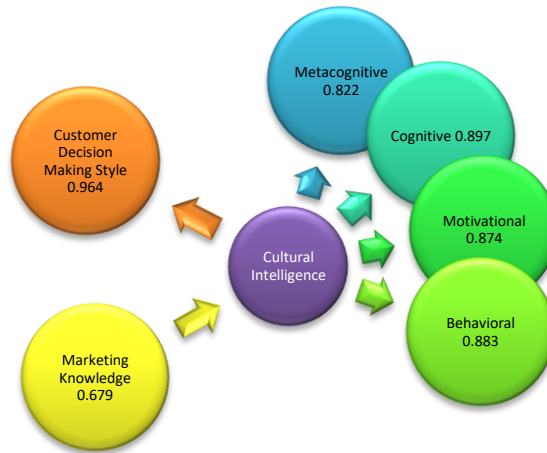 Metacognitive
0.822
Customer
Decision
Making Style
0.964
Cognitive 0.897
Motivational
0.874
Cultural
Intelligence
Behavioral
0.883
Marketing
Knowledge
0.679